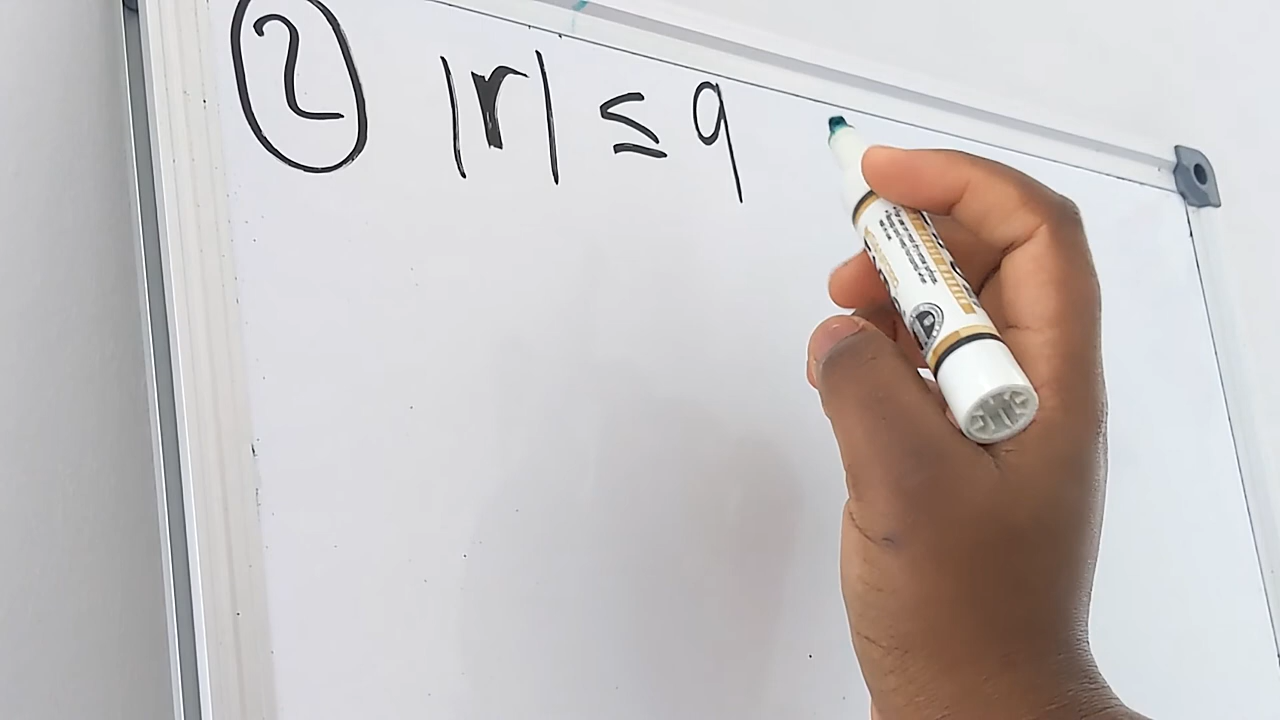 ② |r| ≤ 9